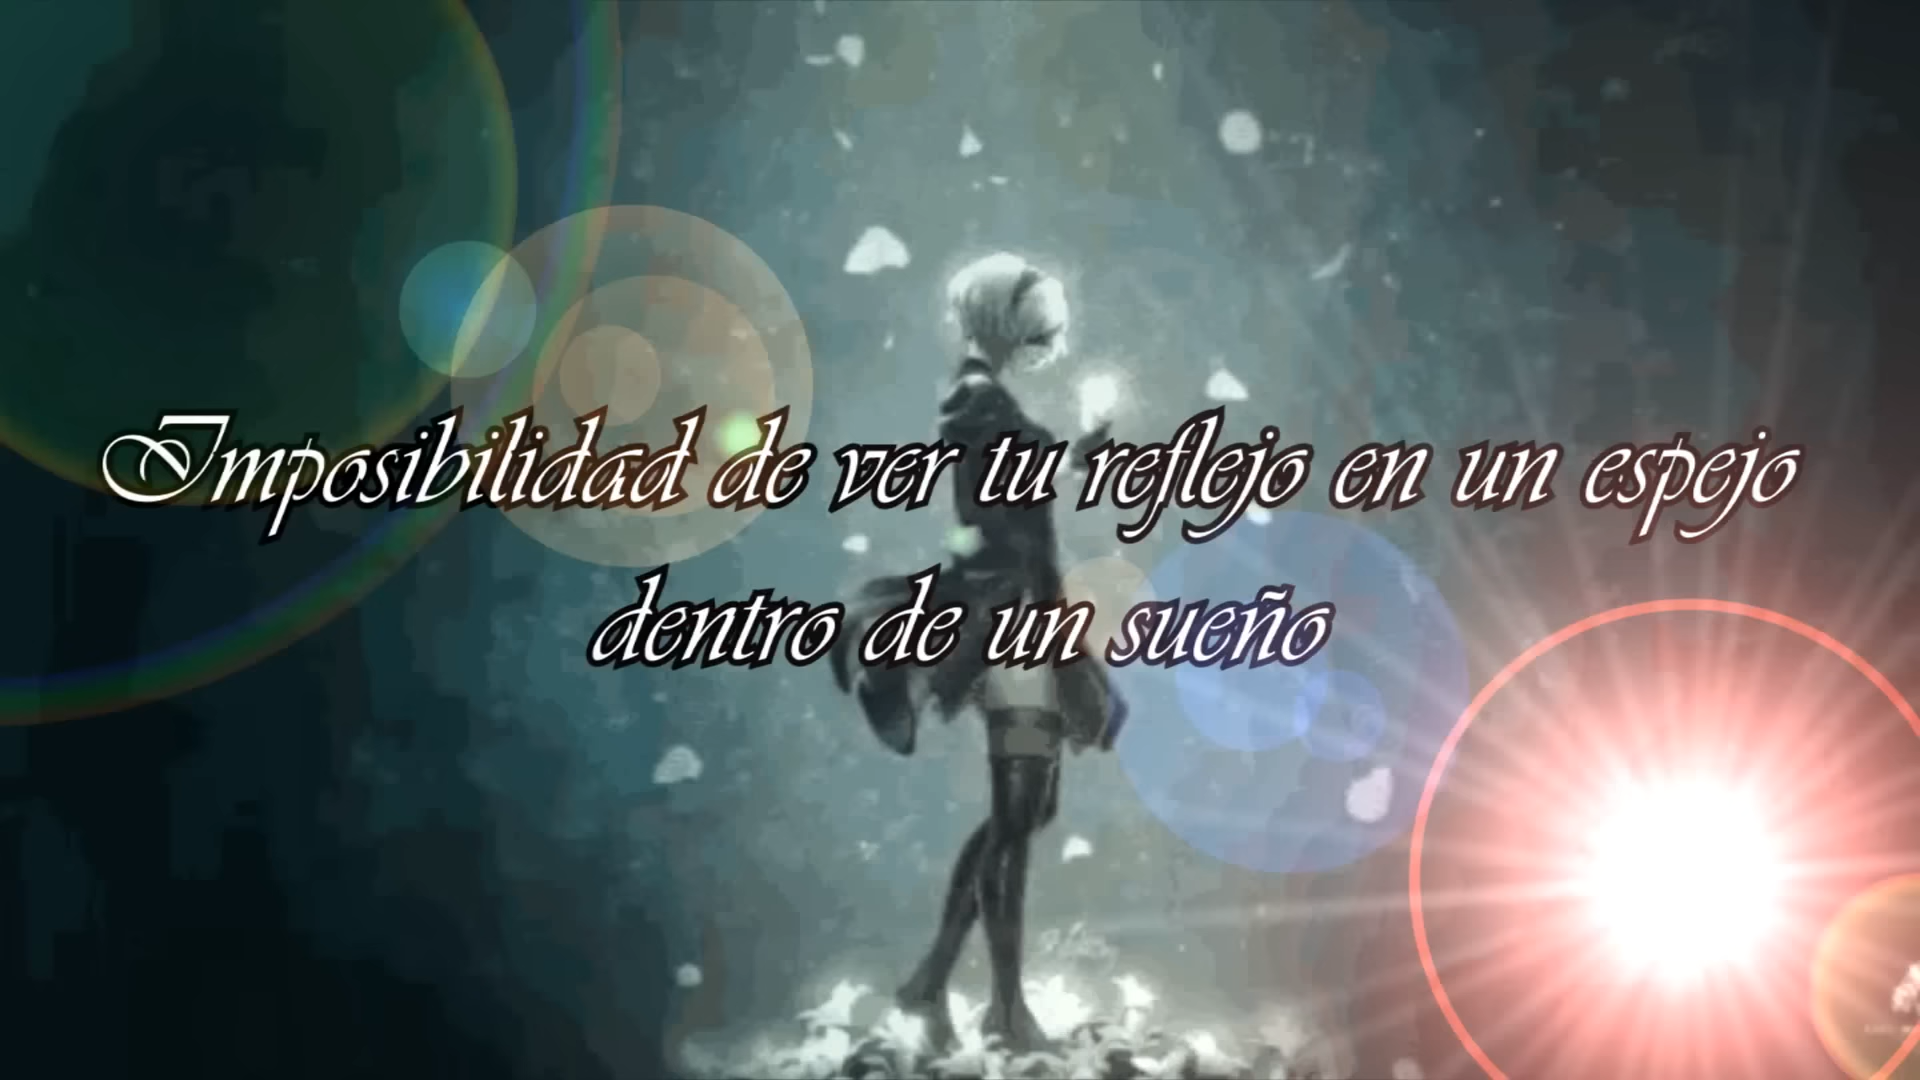 Imposibilidad de ver tu reflejo en un espejo
dentro de un sueño